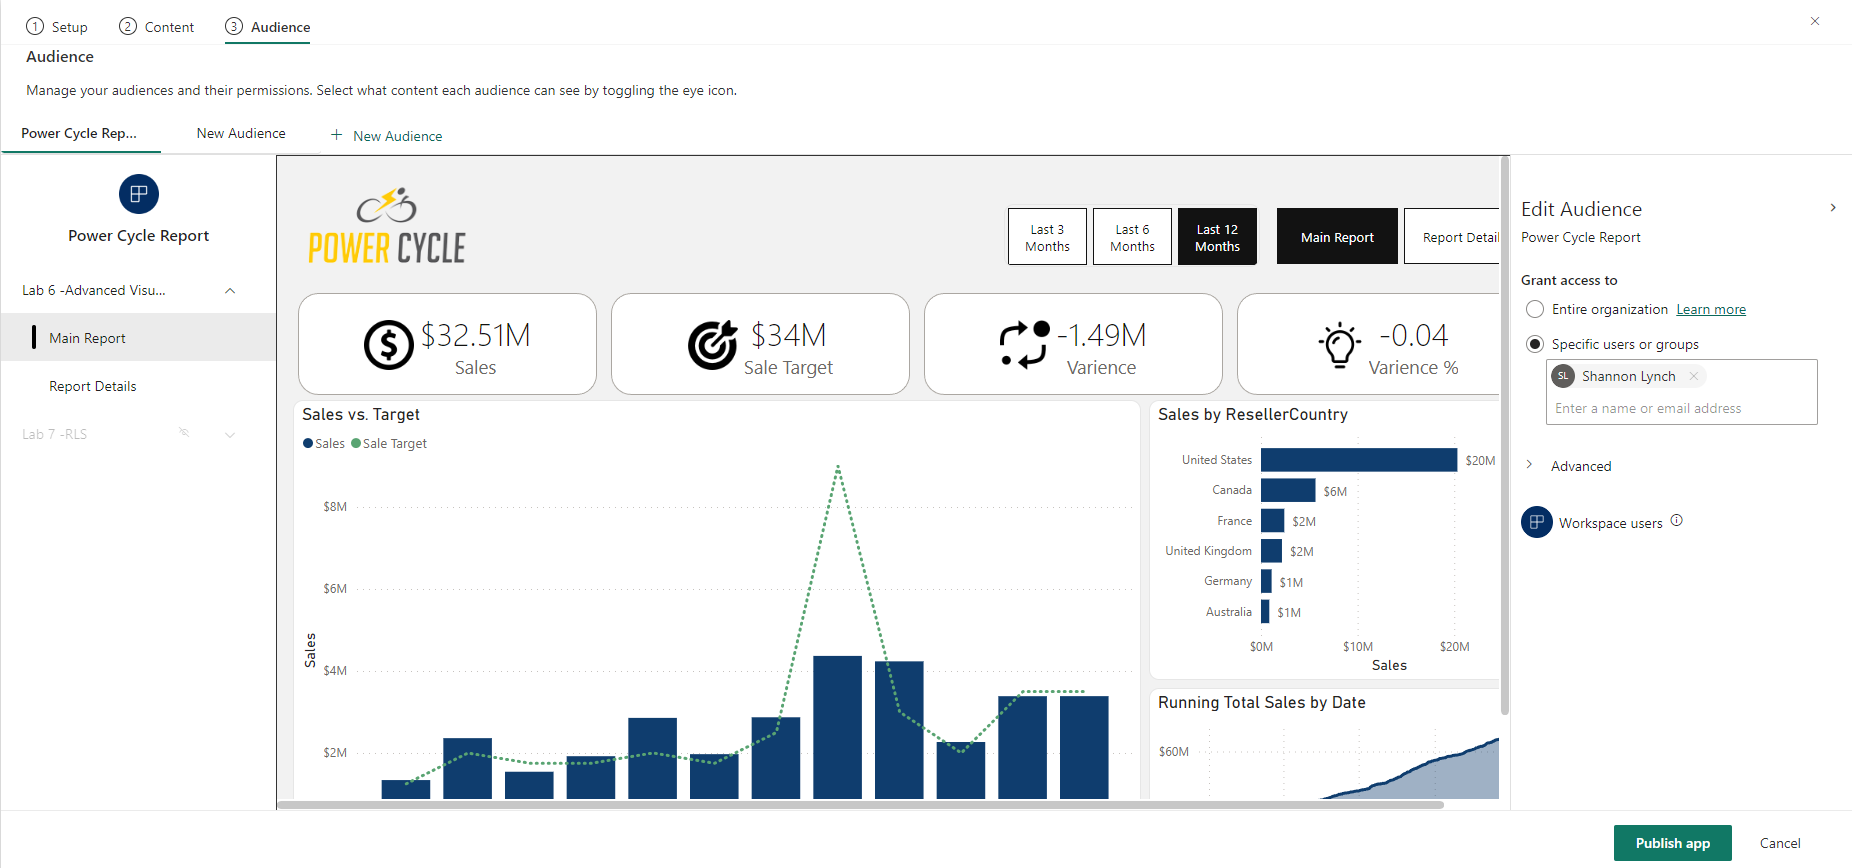 1 Setup 2 Content 3 Audience
Audience
Manage your audiences and their permissions. Select what content each audience can see by toggling the eye icon.
Power Cycle Rep... New Audience + New Audience
Power Cycle Report
Lab 6 -Advanced Visu...
Main Report
Report Details
Lab 7 -RLS
POWER CYCLE
Last 3
Months
Last 6
Months
Last 12
Months
Main Report
Report Detail
$32.51M
Sales
$34M
Sale Target
-1.49M
Varience
-0.04
Varience %
Sales vs. Target
Sales Sale Target
$8M
$6M
$4M
$2M
Sales
Sales by ResellerCountry
United States $20M
Canada $6M
France $2M
United Kingdom $2M
Germany $1M
Australia $1M
$0M $10M $20M
Sales
Running Total Sales by Date
$60M
Edit Audience
Power Cycle Report
Grant access to
Entire organization Learn more
Specific users or groups
SL Shannon Lynch
Enter a name or email address
Advanced
Workspace users
Publish app Cancel